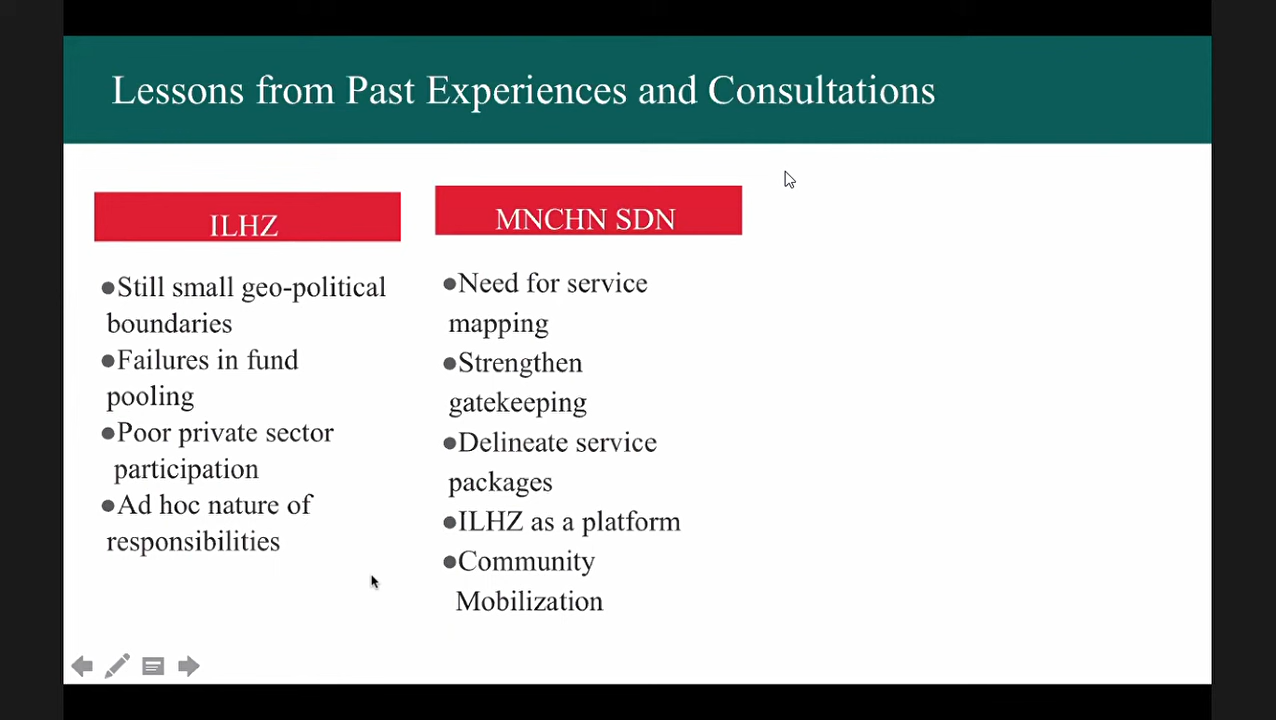 Lessons from Past Experiences and Consultations
ILHZ
●Still small geo-political
boundaries
●Failures in fund
pooling
●Poor private sector
participation
●Ad hoc nature of
responsibilities
MNCHN SDN
●Need for service
mapping
●Strengthen
gatekeeping
●Delineate service
packages
●ILHZ as a platform
●Community
Mobilization